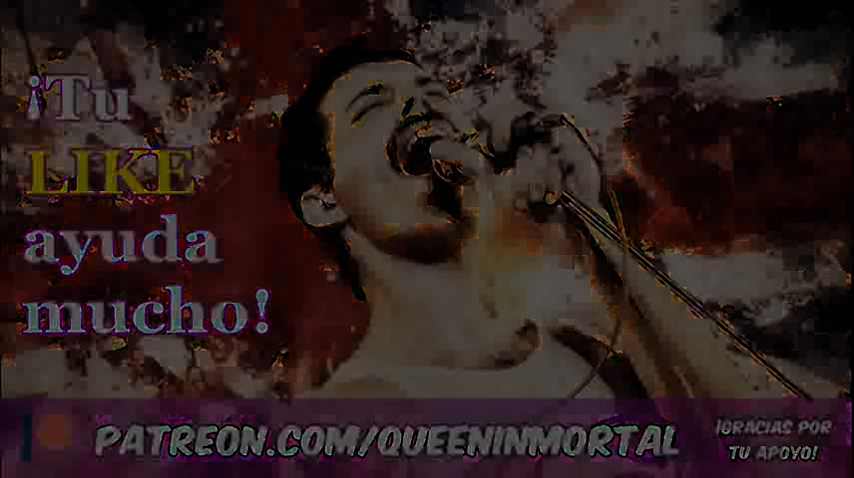 ¡Tu
LIKE
ayuda
mucho!
PATREON.COM/QUEENINMORTAL
¡GRACIAS POR
TU APOYO!